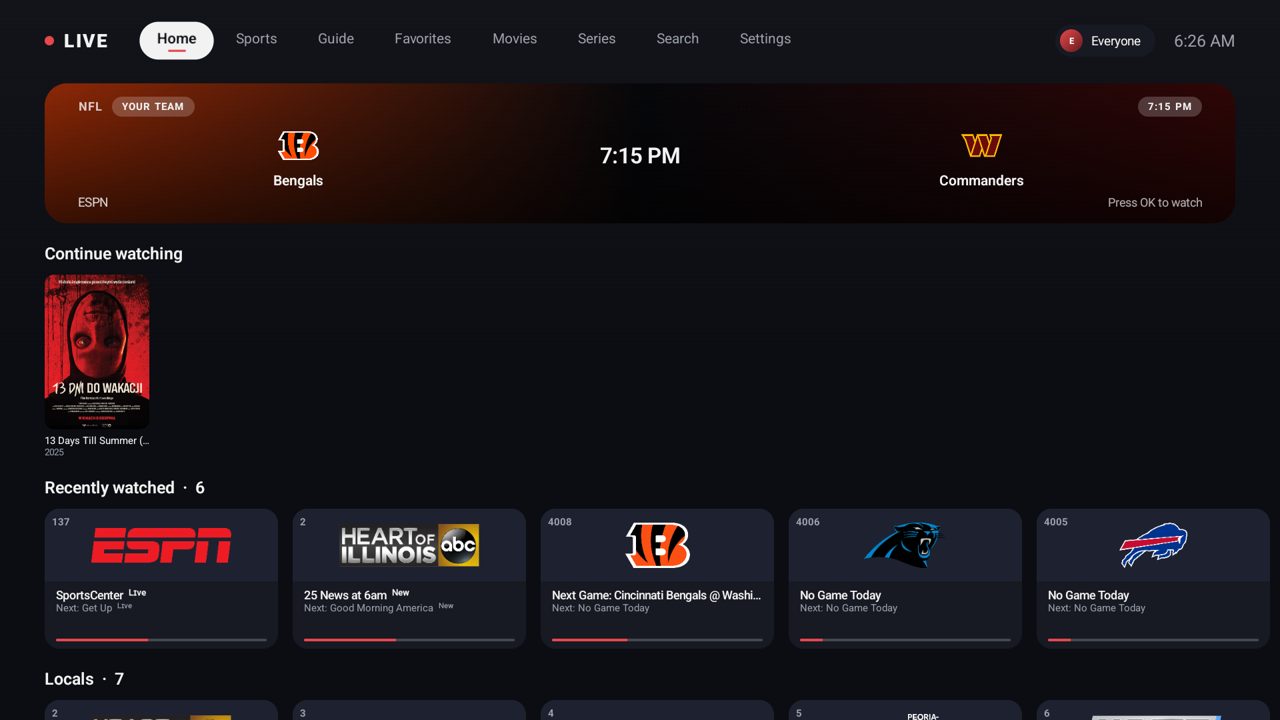 LIVE
Home
Sports
Guide
Favorites
Movies
Series
Search
Settings
E
Everyone
6:26 AM
NFL
YOUR TEAM
7:15 PM
7:15 PM
Bengals
Commanders
ESPN
Press OK to watch
Continue watching
13 DNI DO WAKACJI
13 Days Till Summer (...
2025
Recently watched · 6
137
ESPN
SportsCenter Live
Next: Get Up Live
2
HEART OF
ILLINOIS abc
25 News at 6am New
Next: Good Morning America New
4008
B
Next Game: Cincinnati Bengals @ Washi...
Next: No Game Today
4006
No Game Today
Next: No Game Today
4005
No Game Today
Next: No Game Today
Locals · 7
2
3
4
5
PEORIA-
6